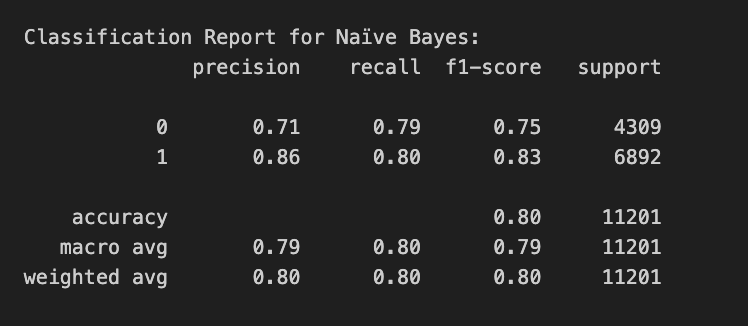 Classification Report for Naïve Bayes:
precision recall f1-score support
0 0.71 0.79 0.75 4309
1 0.86 0.80 0.83 6892
accuracy 0.80 11201
macro avg 0.79 0.80 0.79 11201
weighted avg 0.80 0.80 0.80 11201